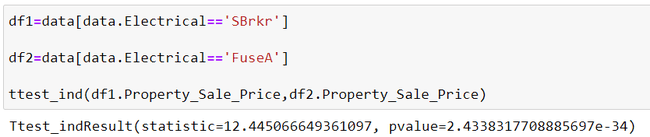 df1=data[data.Electrical=='SBrkr']
df2=data[data.Electrical=='FuseA']
ttest_ind(df1.Property_Sale_Price,df2.Property_Sale_Price)
Ttest_indResult(statistic=12.445066649361097, pvalue=2.4338317708885697e-34)